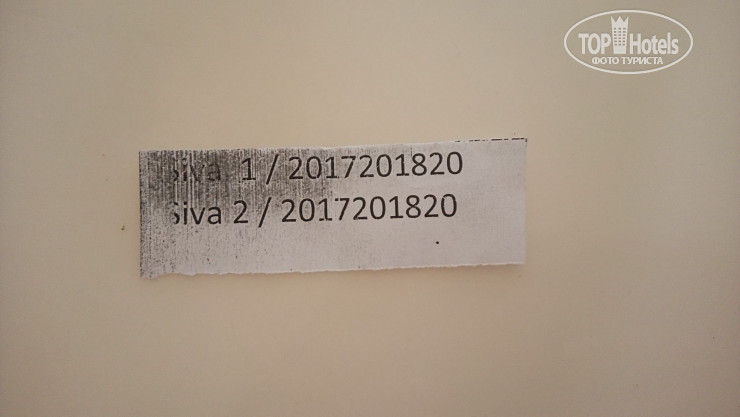 TOP Hotels
ФОТО ТУРИСТА
Siva 1 / 2017201820
Siva 2 / 2017201820